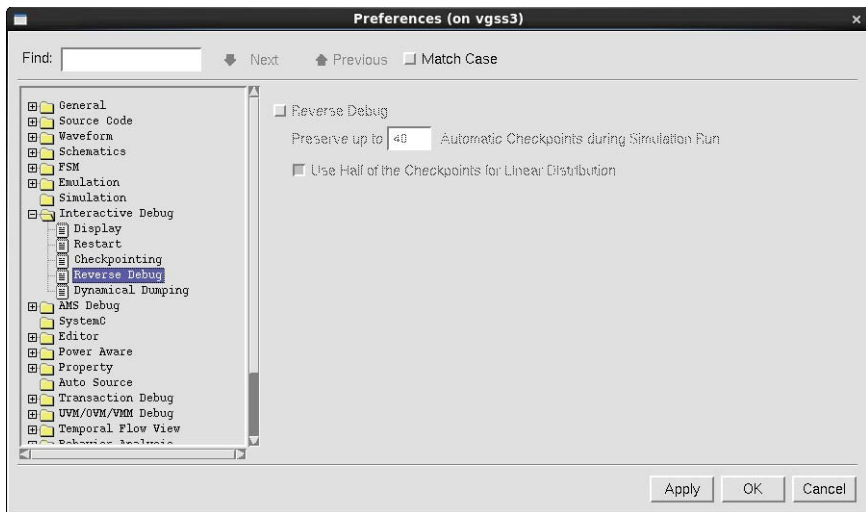 Preferences (on vgss3)
Find:
Next
Previous
Match Case
General
Source Code
Waveform
Schematics
FSM
Emulation
Simulation
Interactive Debug
Display
Restart
Checkpointing
Reverse Debug
Dynamical Dumping
AMS Debug
SystemC
Editor
Power Aware
Property
Auto Source
Transaction Debug
UVM/OVM/VMM Debug
Temporal Flow View
Behavior Analysis
Reverse Debug
Preserve up to 40 Automatic Checkpoints during Simulation Run
Use Half of the Checkpoints for Linear Distribution
Apply
OK
Cancel